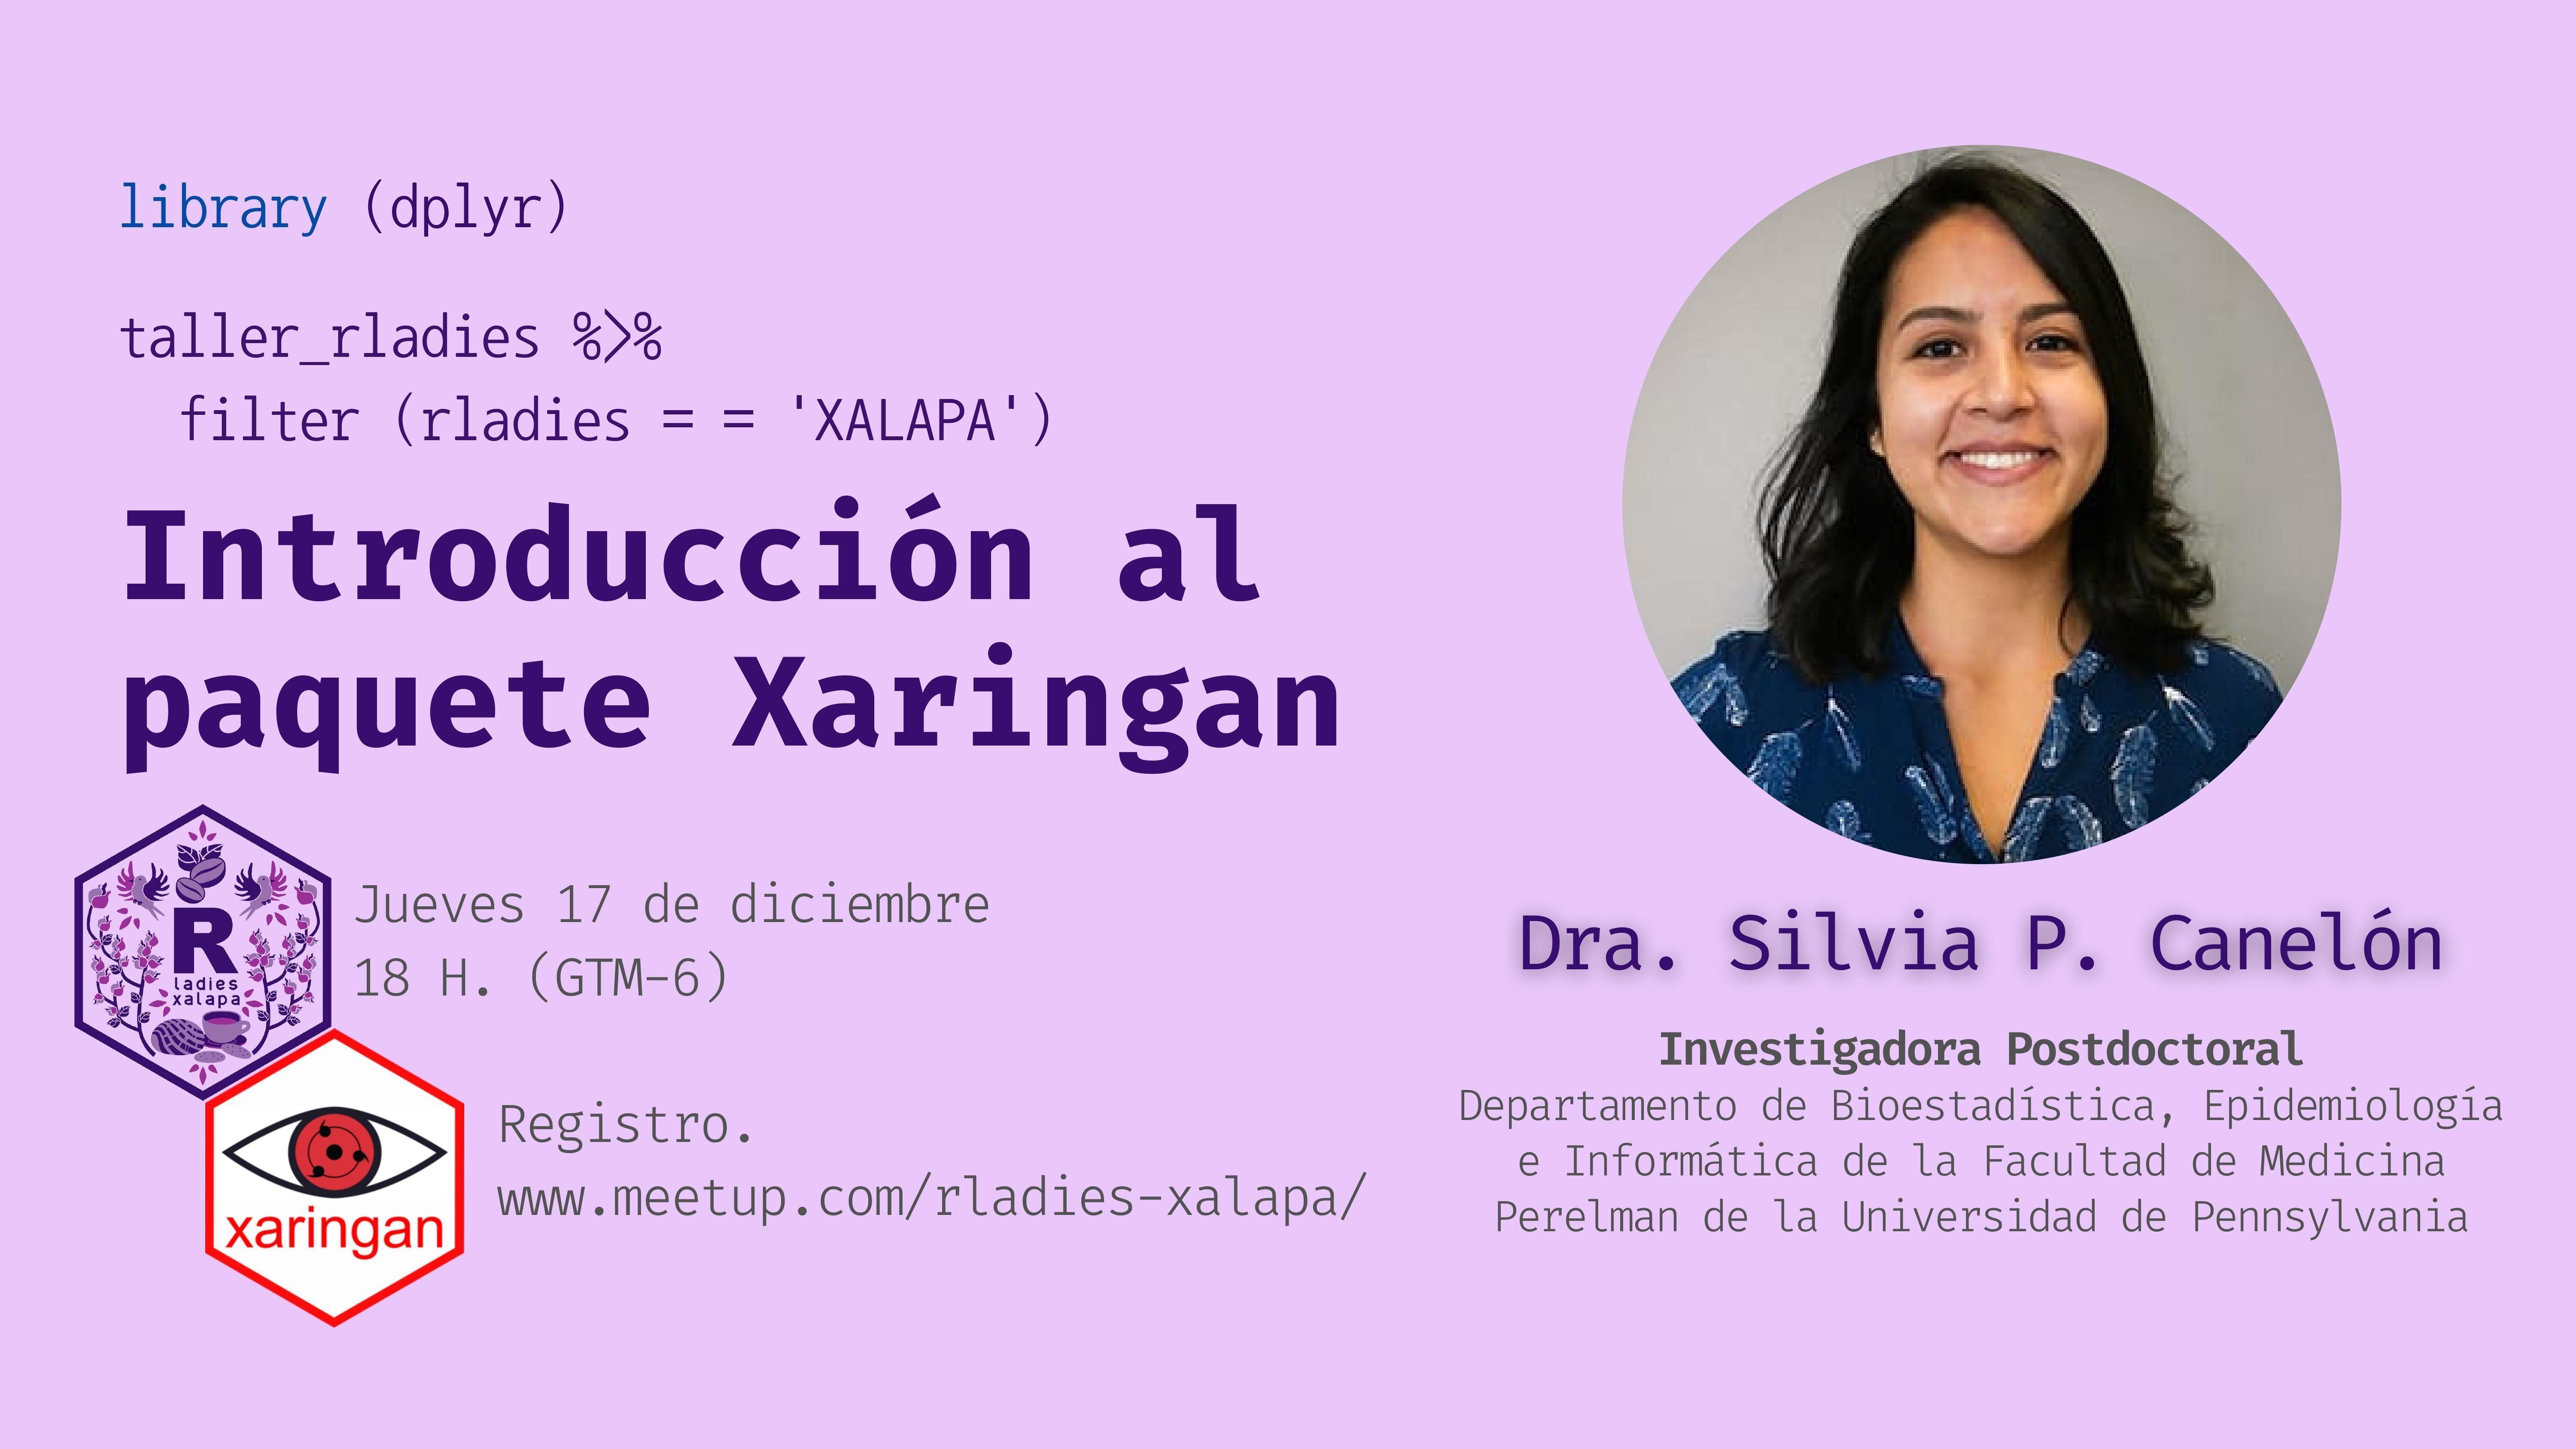 library (dplyr)
taller_rladies %>%
filter (rladies = = 'XALAPA')
Introducción al
paquete Xaringan
R
ladies
xalapa
Jueves 17 de diciembre
18 H. (GTM-6)
xaringan
Registro.
www.meetup.com/rladies-xalapa/
Dra. Silvia P. Canelón
Investigadora Postdoctoral
Departamento de Bioestadística, Epidemiología
e Informática de la Facultad de Medicina
Perelman de la Universidad de Pennsylvania